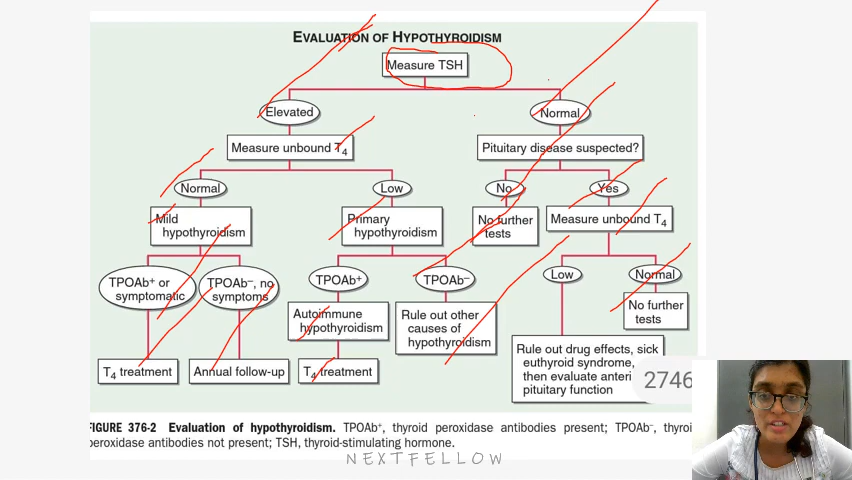 EVALUATION OF HYPOTHYROIDISM
Measure TSH
Elevated
Normal
Measure unbound T4
Pituitary disease suspected?
Normal
Low
No
Yes
Mild
hypothyroidism
Primary
hypothyroidism
No further
tests
Measure unbound T4
TPOAb+ or
symptomatic
TPOAb–, no
symptoms
TPOAb+
TPOAb–
Low
Normal
Autoimmune
hypothyroidism
Rule out other
causes of
hypothyroidism
No further
tests
T4 treatment
Annual follow-up
T4 treatment
Rule out drug effects, sick
euthyroid syndrome,
then evaluate anteri
pituitary function
2746
FIGURE 376-2 Evaluation of hypothyroidism. TPOAb+, thyroid peroxidase antibodies present; TPOAb–, thyroi
peroxidase antibodies not present; TSH, thyroid-stimulating hormone.
NEXTFELLOW